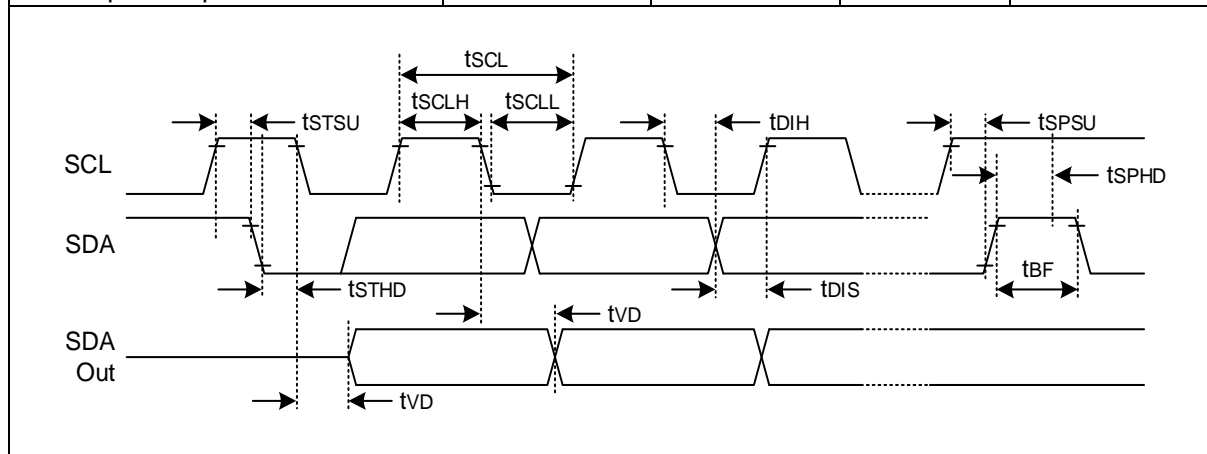 tSCL
tSCLH tSCLL
tSTSU tDIH tSPSU
SCL
tSPHD
SDA
tBF
tSTHD tDIS
tVD
SDA
Out
tVD